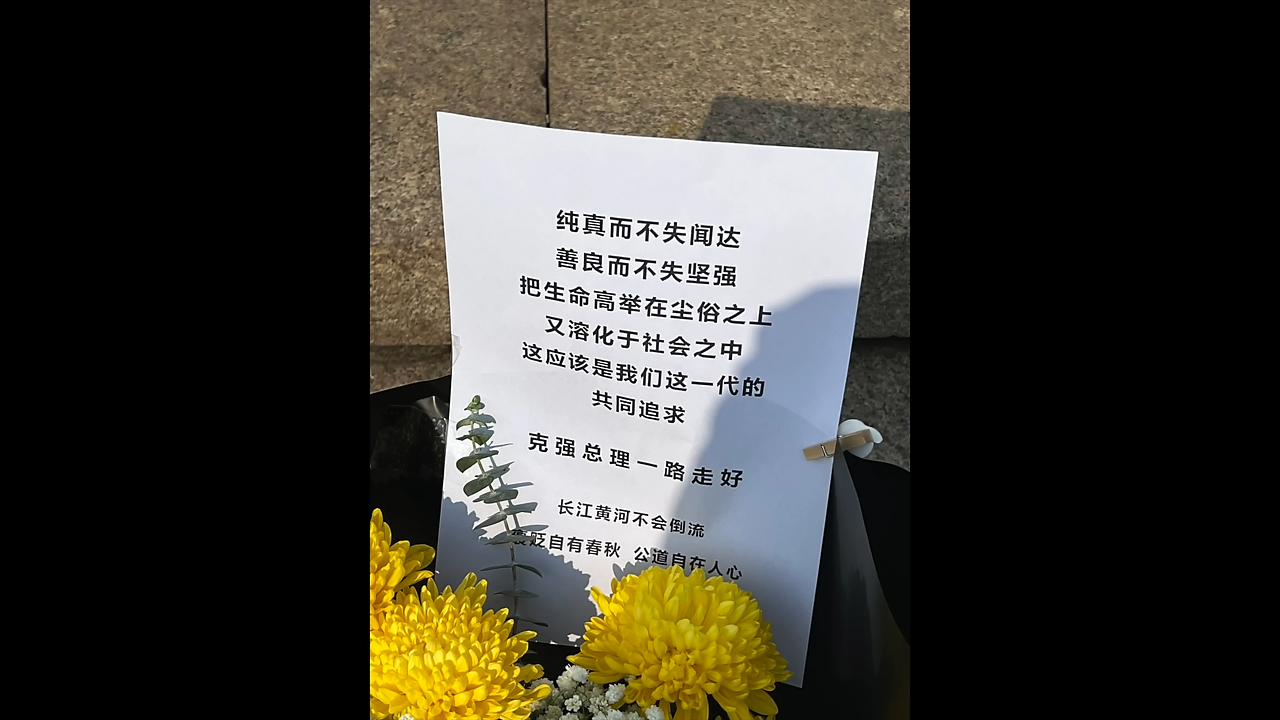 纯真而不失闻达
善良而不失坚强
把生命高举在尘俗之上
又溶化于社会之中
这应该是我们这一代的
共同追求
克强总理一路走好
长江黄河不会倒流
褒贬自有春秋 公道自在人心